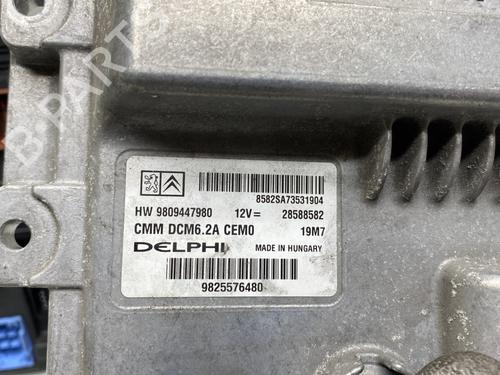 B-PARTS
8582SA73531904
HW 9809447980 12V= 28588582
CMM DCM6.2A CEM0 19M7
DELPHI MADE IN HUNGARY
9825576480